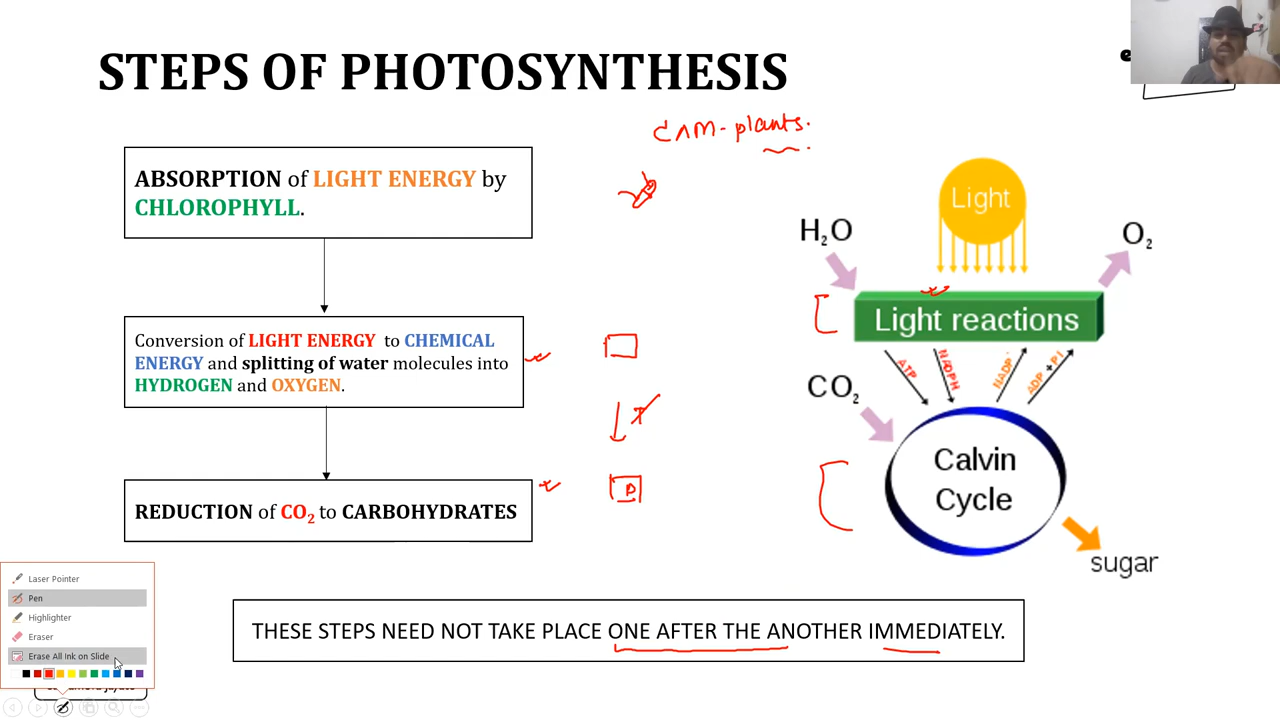 STEPS OF PHOTOSYNTHESIS
CAM-plants.
ABSORPTION of LIGHT ENERGY by
CHLOROPHYLL.
Conversion of LIGHT ENERGY to CHEMICAL
ENERGY and splitting of water molecules into
HYDROGEN and OXYGEN.
REDUCTION of CO₂ to CARBOHYDRATES
Light
H₂O
O₂
Light reactions
ATP
NADPH
NADP⁺
ADP + PI
CO₂
Calvin
Cycle
sugar
THESE STEPS NEED NOT TAKE PLACE ONE AFTER THE ANOTHER IMMEDIATELY.
Laser Pointer
Pen
Highlighter
Eraser
Erase All Ink on Slide